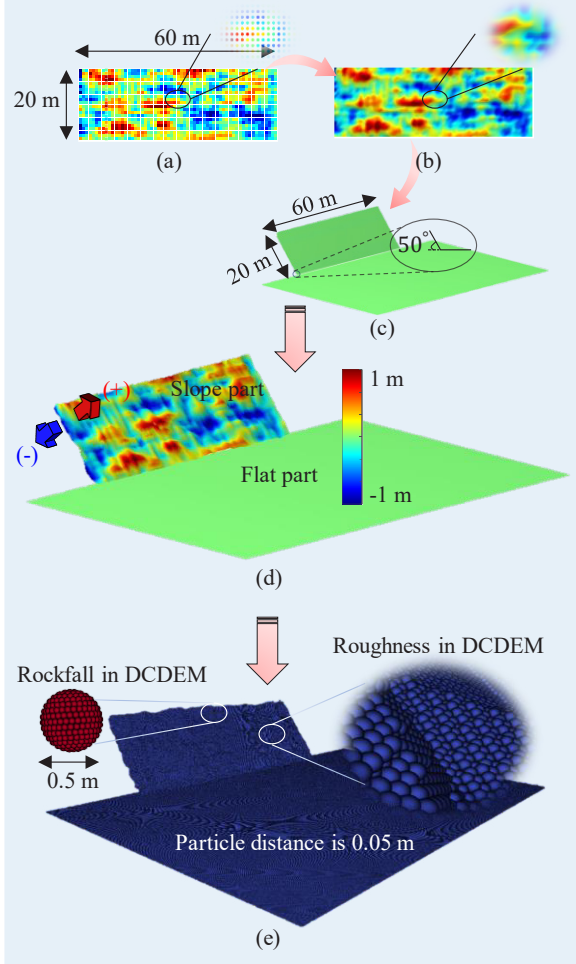 60 m
20 m
(a)
(b)
60 m
20 m
50°
(c)
(+)
Slope part
1 m
(-)
Flat part
-1 m
(d)
Roughness in DCDEM
Rockfall in DCDEM
0.5 m
Particle distance is 0.05 m
(e)